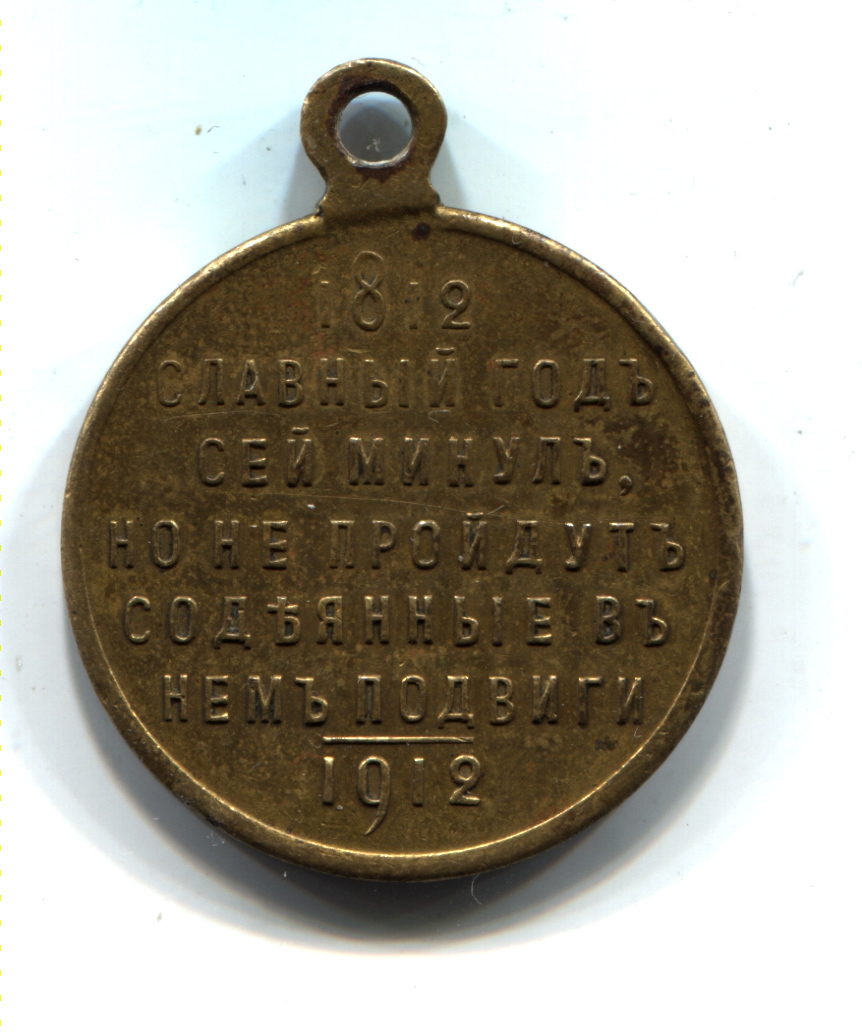 1812
СЛАВНЫЙ ГОДЪ
СЕЙ МИНУЛЪ,
НО НЕ ПРОЙДУТЪ
СОДѢЯННЫЕ ВЪ
НЕМЪ ПОДВИГИ
1912